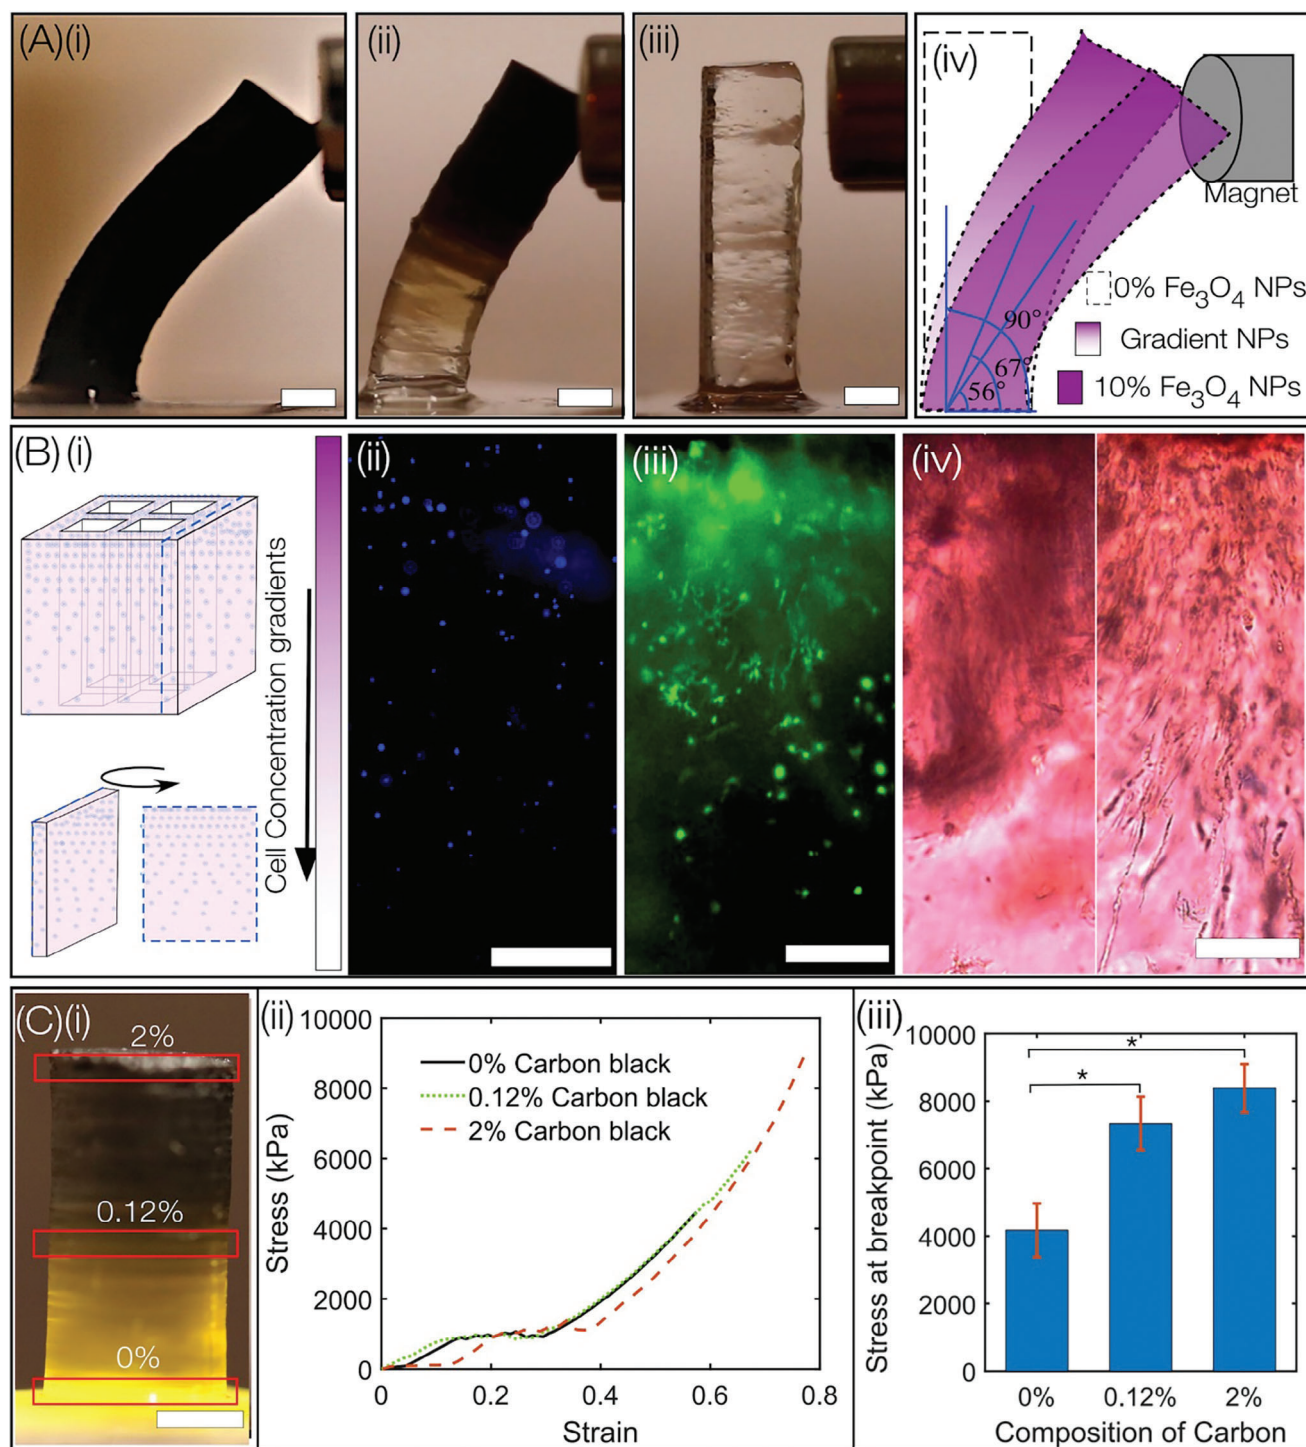 (A)(i)
(ii)
(iii)
(iv)
Magnet
0% Fe₃O₄ NPs
Gradient NPs
10% Fe₃O₄ NPs
90°
67°
56°
(B)(i)
Cell Concentration gradients
(ii)
(iii)
(iv)
(C)(i)
2%
0.12%
0%
(ii)
10000
8000
6000
4000
2000
0
Stress (kPa)
0% Carbon black
0.12% Carbon black
2% Carbon black
0 0.2 0.4 0.6 0.8
Strain
(iii)
10000
8000
6000
4000
2000
0
Stress at breakpoint (kPa)
*
*
0% 0.12% 2%
Composition of Carbon